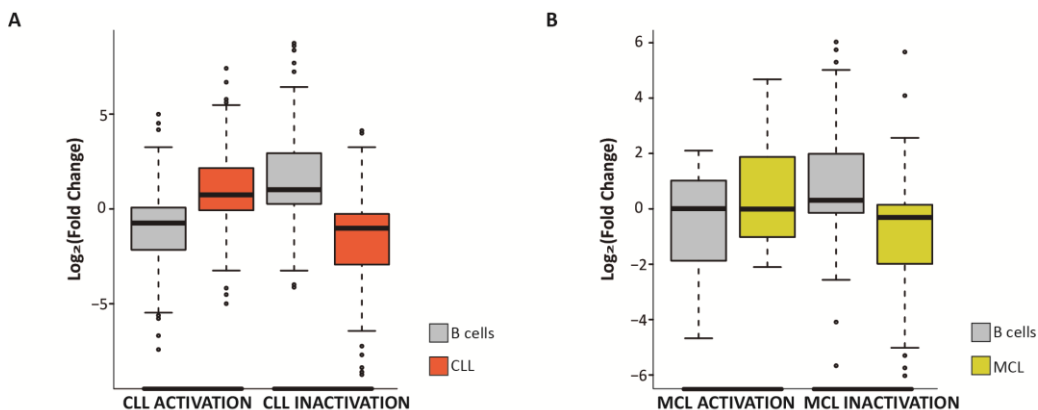 A
B
Log₂(Fold Change)
5
0
−5
B cells
CLL
CLL ACTIVATION CLL INACTIVATION
Log₂(Fold Change)
6
4
2
0
−2
−4
−6
B cells
MCL
MCL ACTIVATION MCL INACTIVATION